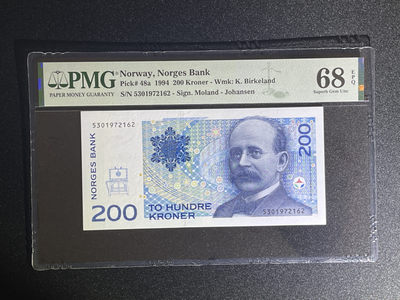 PMG
PAPER MONEY GUARANTY
Norway, Norges Bank
Pick# 48a 1994 200 Kroner - Wmk: K. Birkeland
S/N 5301972162 - Sign. Moland - Johansen
68 EPQ
Superb Gem Unc
5301972162
200
NORGES BANK
200
TO HUNDRE
KRONER
5301972162